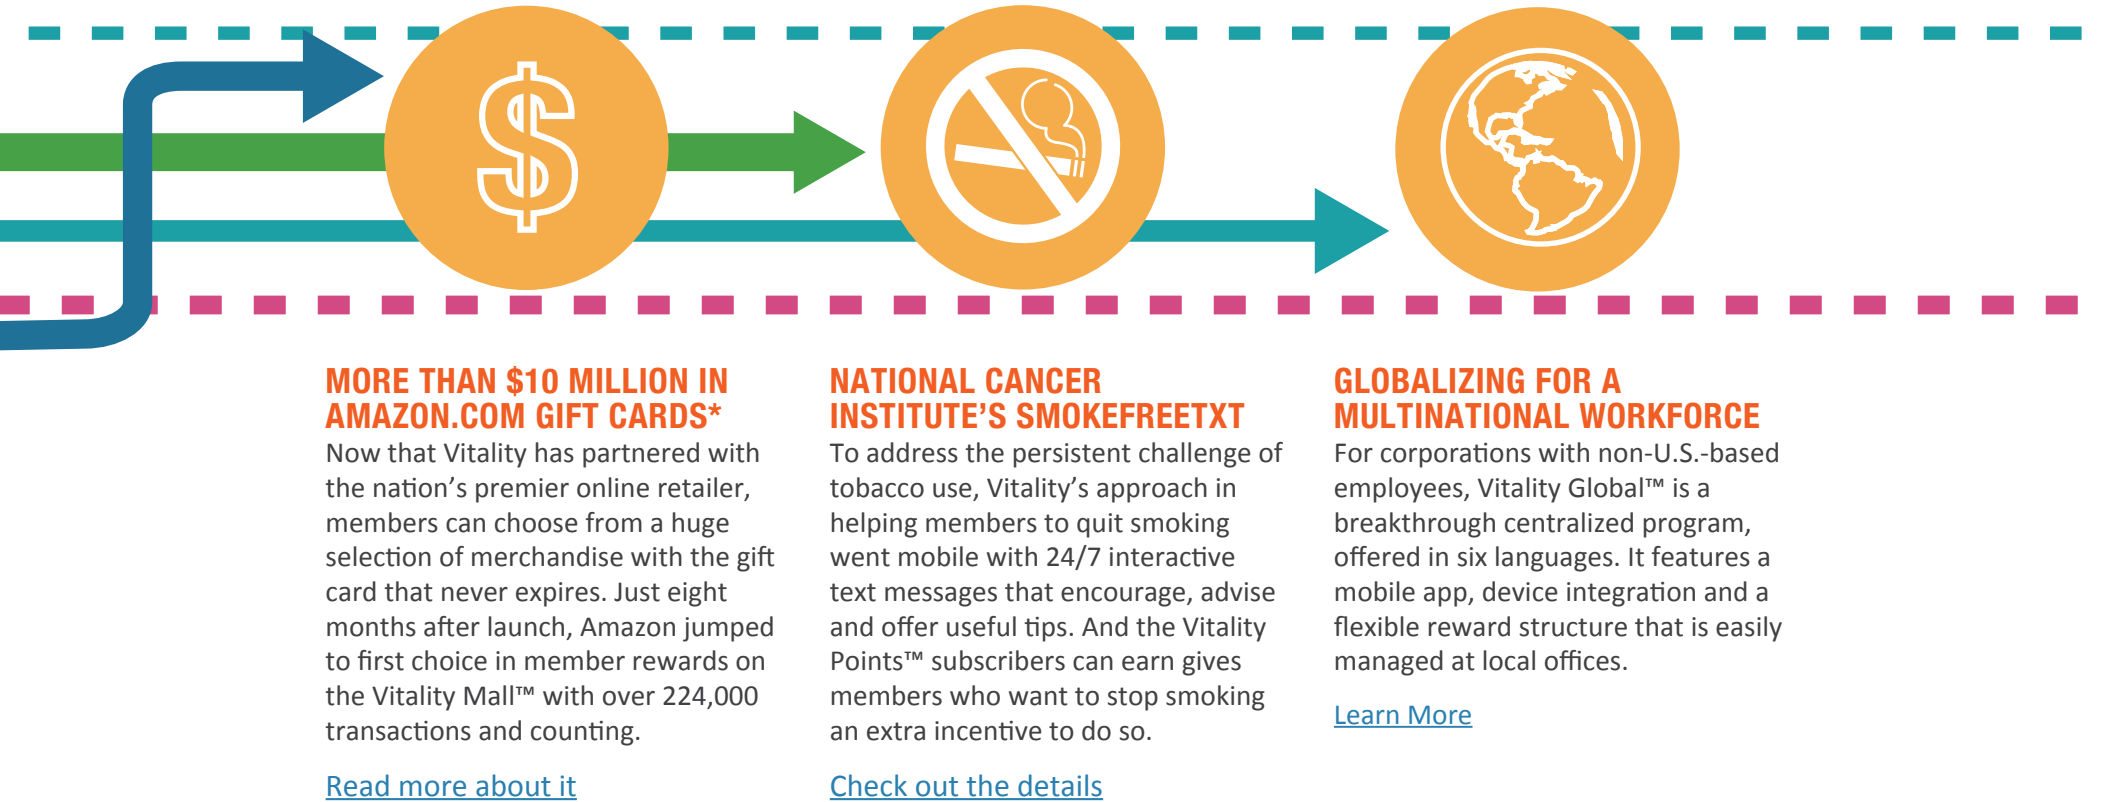 $
MORE THAN $10 MILLION IN
AMAZON.COM GIFT CARDS*
Now that Vitality has partnered with
the nation’s premier online retailer,
members can choose from a huge
selection of merchandise with the gift
card that never expires. Just eight
months after launch, Amazon jumped
to first choice in member rewards on
the Vitality Mall™ with over 224,000
transactions and counting.
Read more about it
NATIONAL CANCER
INSTITUTE’S SMOKEFREETXT
To address the persistent challenge of
tobacco use, Vitality’s approach in
helping members to quit smoking
went mobile with 24/7 interactive
text messages that encourage, advise
and offer useful tips. And the Vitality
Points™ subscribers can earn gives
members who want to stop smoking
an extra incentive to do so.
Check out the details
GLOBALIZING FOR A
MULTINATIONAL WORKFORCE
For corporations with non-U.S.-based
employees, Vitality Global™ is a
breakthrough centralized program,
offered in six languages. It features a
mobile app, device integration and a
flexible reward structure that is easily
managed at local offices.
Learn More